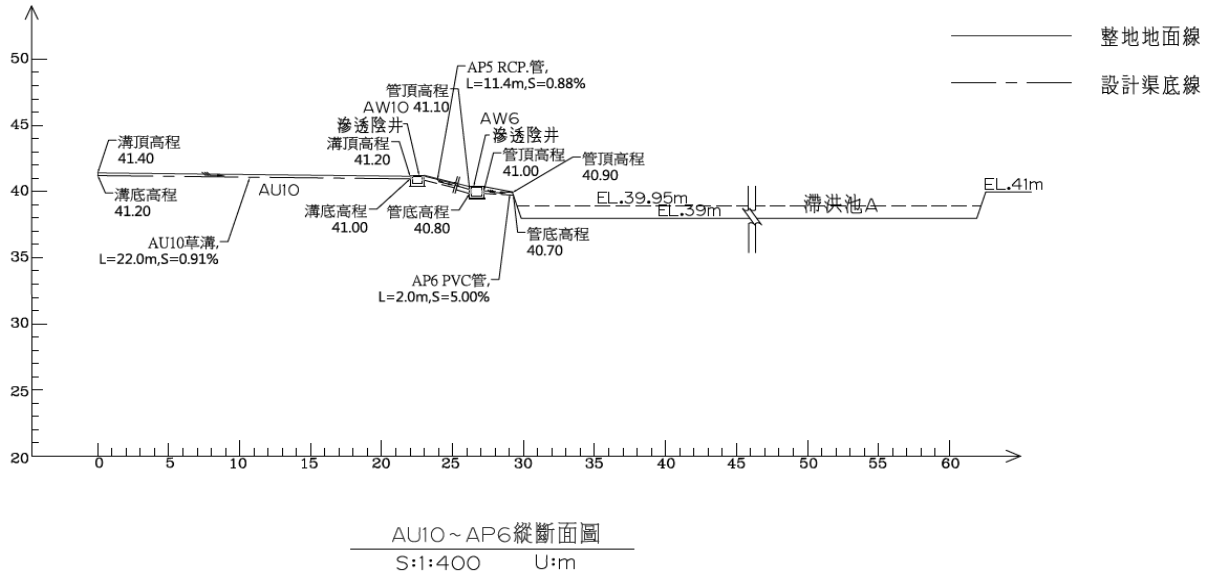 整地地面線
設計渠底線
50
45
40
35
30
25
20
0
5
10
15
20
25
30
35
40
45
50
55
60
溝頂高程
41.40
溝底高程
41.20
AU10
AU10草溝,
L=22.0m,S=0.91%
AP5 RCP.管,
L=11.4m,S=0.88%
管頂高程
AW10 41.10
滲透陰井
溝頂高程
41.20
AW6
滲透陰井
管頂高程
41.00
管頂高程
40.90
溝底高程
41.00
管底高程
40.80
管底高程
40.70
AP6 PVC管,
L=2.0m,S=5.00%
EL.39.95m
EL.39m
滯洪池A
EL.41m
AU10~AP6縱斷面圖
S:1:400 U:m